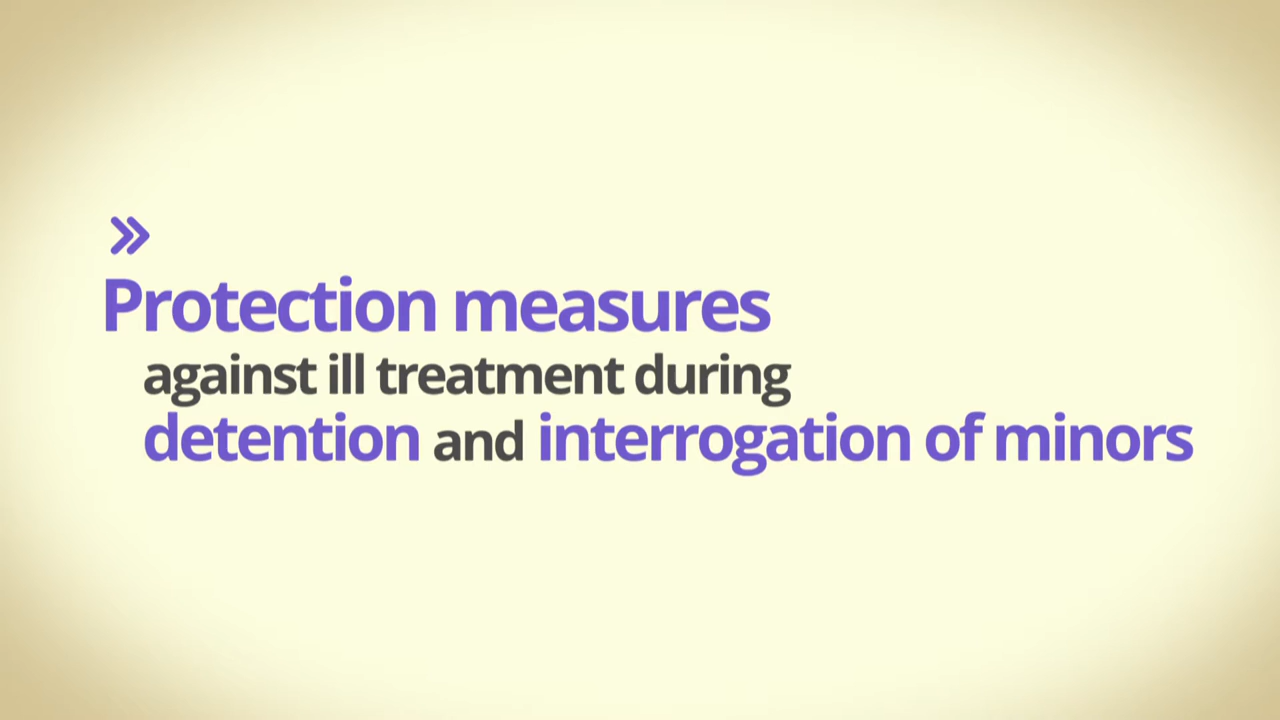 »
Protection measures
against ill treatment during
detention and interrogation of minors